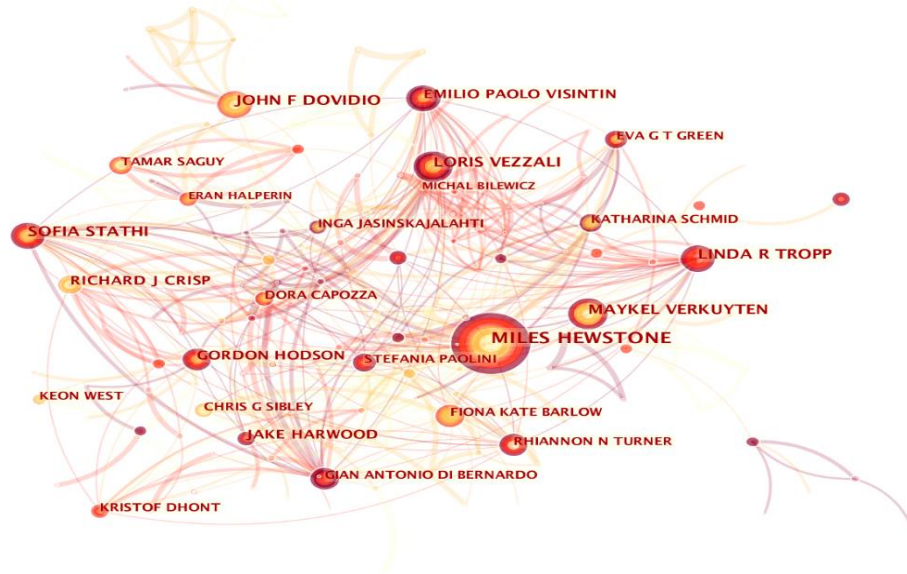 EMILIO PAOLO VISINTIN
JOHN F DOVIDIO
EVA G T GREEN
TAMAR SAGUY
LORIS VEZZALI
MICHAL BILEWICZ
ERAN HALPERIN
INGA JASINSKAJALAHTI
KATHARINA SCHMID
SOFIA STATHI
LINDA R TROPP
RICHARD J CRISP
DORA CAPOZZA
MAYKEL VERKUYTEN
MILES HEWSTONE
GORDON HODSON
STEFANIA PAOLINI
KEON WEST
CHRIS G SIBLEY
FIONA KATE BARLOW
JAKE HARWOOD
RHIANNON N TURNER
GIAN ANTONIO DI BERNARDO
KRISTOF DHONT